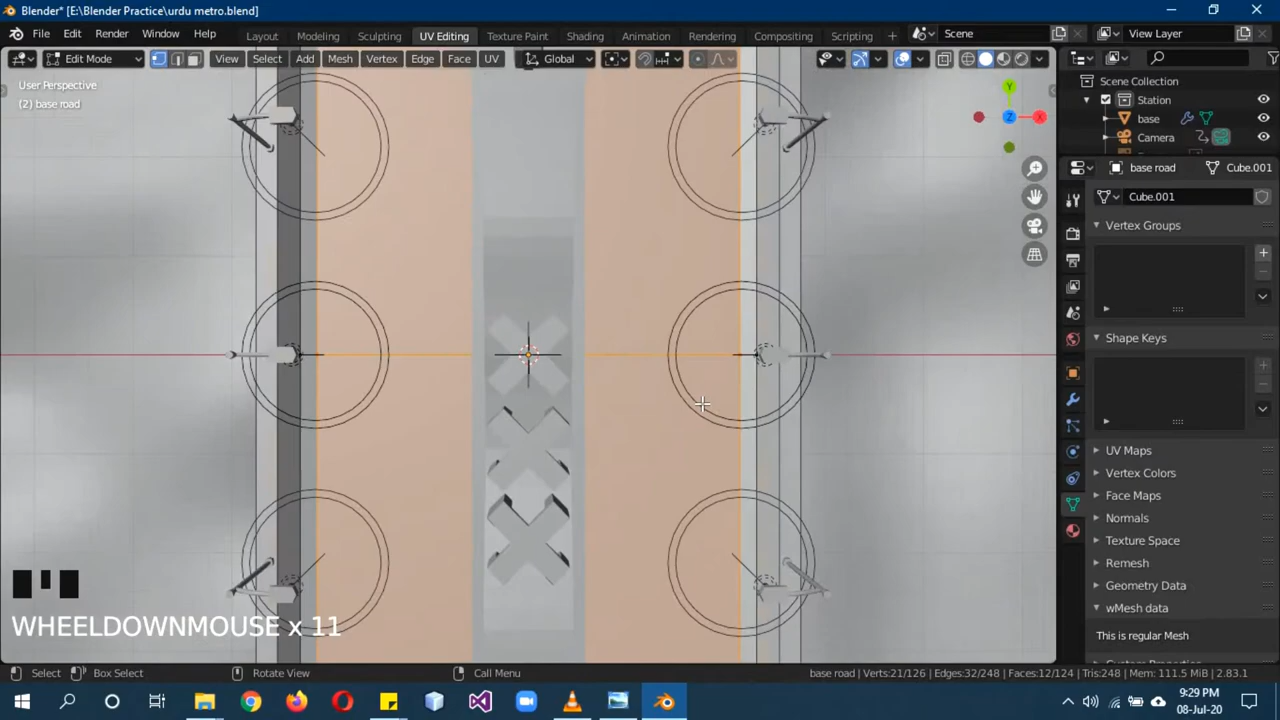 Blender* [E:\Blender Practice\urdu metro.blend]
File Edit Render Window Help Layout Modeling Sculpting UV Editing Texture Paint Shading Animation Rendering Compositing Scripting Scene View Layer
Edit Mode View Select Add Mesh Vertex Edge Face UV Global
User Perspective
(2) base road
Y
Z X
Scene Collection
Station
base
Camera
base road Cube.001
Cube.001
Vertex Groups
Shape Keys
UV Maps
Vertex Colors
Face Maps
Normals
Texture Space
Remesh
Geometry Data
wMesh data
This is regular Mesh
WHEELDOWNMOUSE x 11
Select Box Select Rotate View Call Menu base road | Verts:21/126 | Edges:32/248 | Faces:12/124 | Tris:248 | Mem: 111.5 MiB | 2.83.1
9:29 PM
08-Jul-20